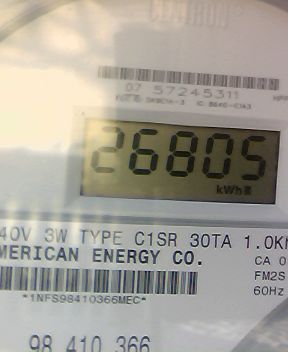 CENTRON®
07 57245311
26805
kWh
40V 3W TYPE C1SR 30TA 1.0K
MERICAN ENERGY CO.
CA 0
FM2S
60Hz
*1NFS98410366MEC*
98 410 366